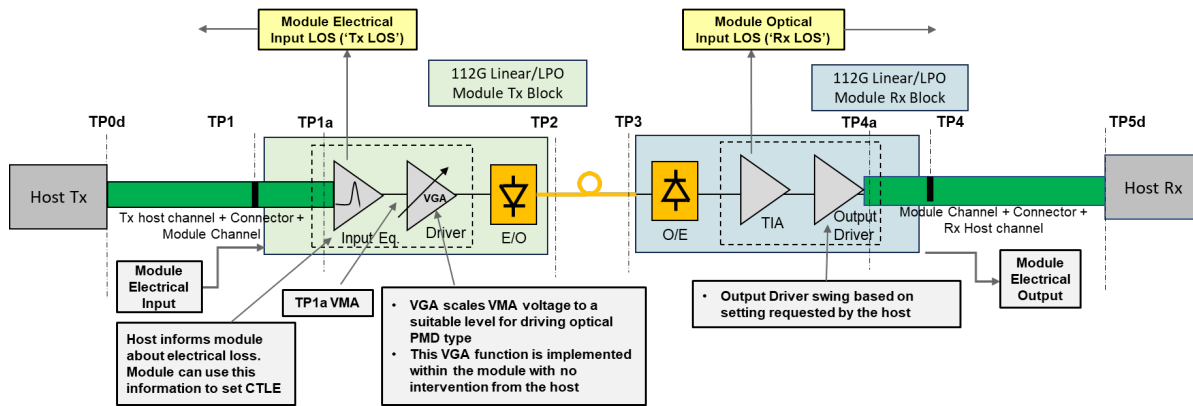 Module Electrical
Input LOS (‘Tx LOS’)
Module Optical
Input LOS (‘Rx LOS’)
112G Linear/LPO
Module Tx Block
112G Linear/LPO
Module Rx Block
TP0d
TP1
TP1a
TP2
TP3
TP4a
TP4
TP5d
Host Tx
VGA
Host Rx
Tx host channel + Connector +
Module Channel
Input Eq.
Driver
E/O
O/E
TIA
Output
Driver
Module Channel + Connector +
Rx Host channel
Module
Electrical
Input
TP1a VMA
Module
Electrical
Output
Host informs module
about electrical loss.
Module can use this
information to set CTLE
• VGA scales VMA voltage to a
suitable level for driving optical
PMD type
• This VGA function is implemented
within the module with no
intervention from the host
• Output Driver swing based on
setting requested by the host